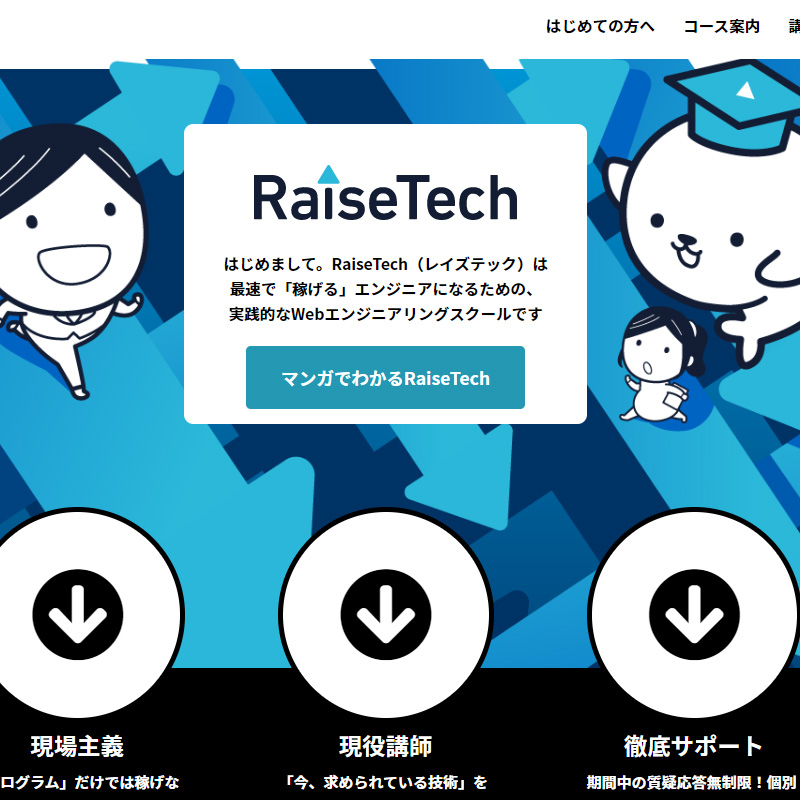 はじめての方へ コース案内
RaiseTech
はじめまして。RaiseTech（レイズテック）は
最速で「稼げる」エンジニアになるための、
実践的なWebエンジニアリングスクールです
マンガでわかるRaiseTech
現場主義 現役講師 徹底サポート
ログラム」だけでは稼げな 「今、求められている技術」を 期間中の質疑応答無制限！個別